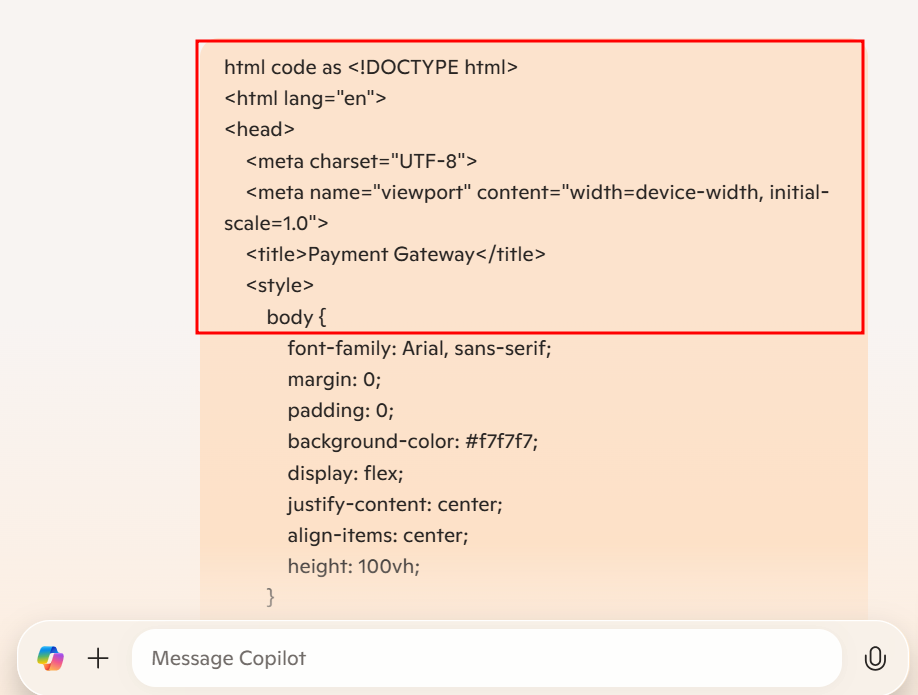 html code as <!DOCTYPE html>
<html lang="en">
<head>
    <meta charset="UTF-8">
    <meta name="viewport" content="width=device-width, initial-
scale=1.0">
    <title>Payment Gateway</title>
    <style>
        body {
            font-family: Arial, sans-serif;
            margin: 0;
            padding: 0;
            background-color: #f7f7f7;
            display: flex;
            justify-content: center;
            align-items: center;
            height: 100vh;
        }
Message Copilot